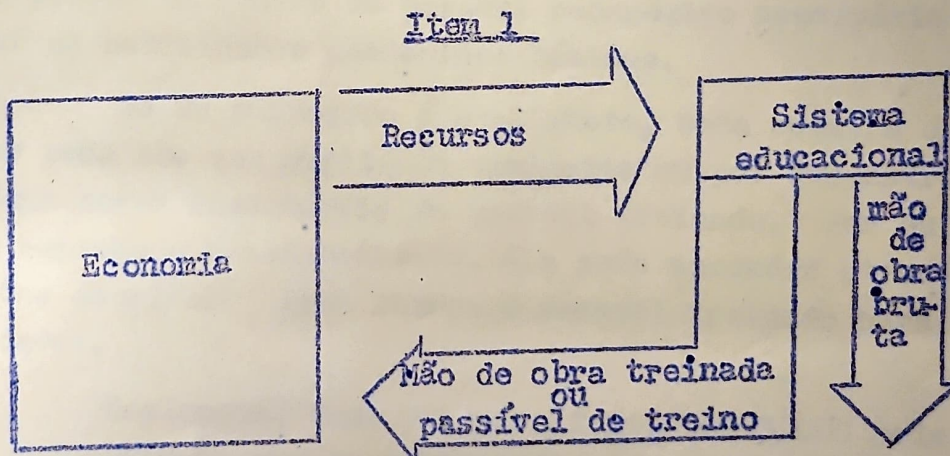 Item 1
Economia
Recursos
Sistema
educacional
mão
de
obra
bru-
ta
Mão de obra treinada
ou
passível de treino